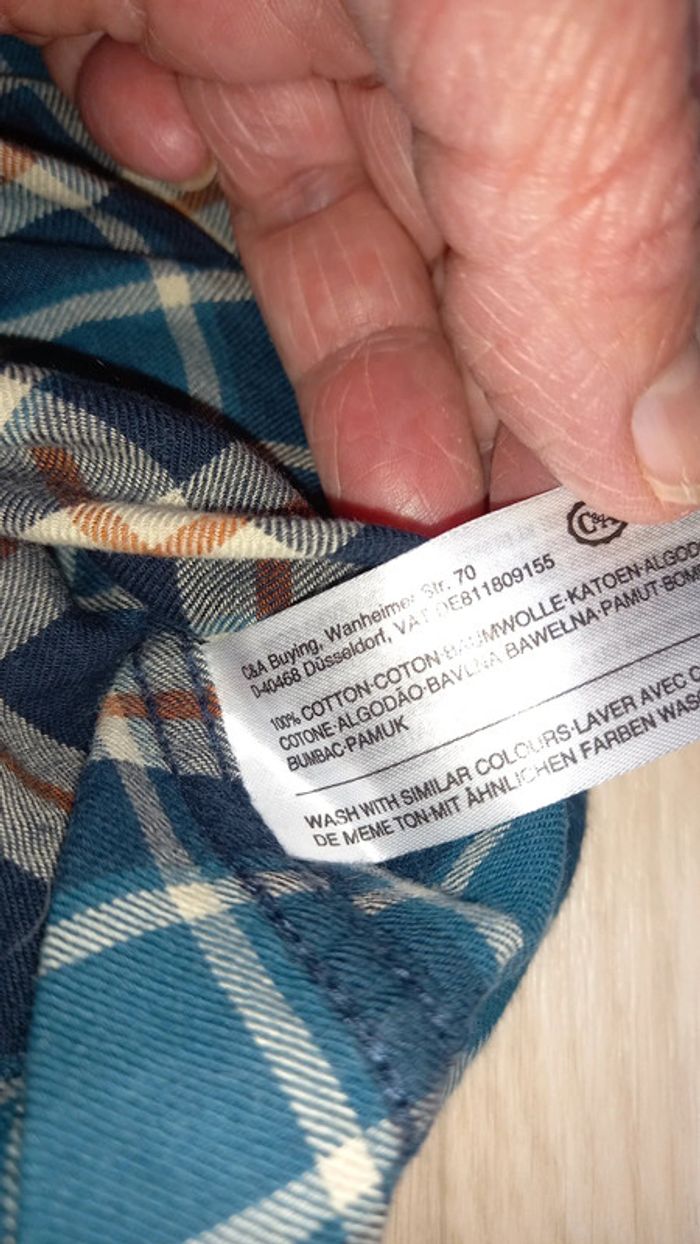 C&A
C&A Buying, Wanheimer Str. 70
D-40468 Düsseldorf, VAT DE811809155
100% COTTON·COTON·BAUMWOLLE·KATOEN·ALGOD
COTONE·ALGODÃO·BAVLNA·BAWELNA·PAMUT·BOM
BUMBAC·PAMUK
WASH WITH SIMILAR COLOURS·LAVER AVEC
DE MEME TON·MIT ÄHNLICHEN FARBEN WAS